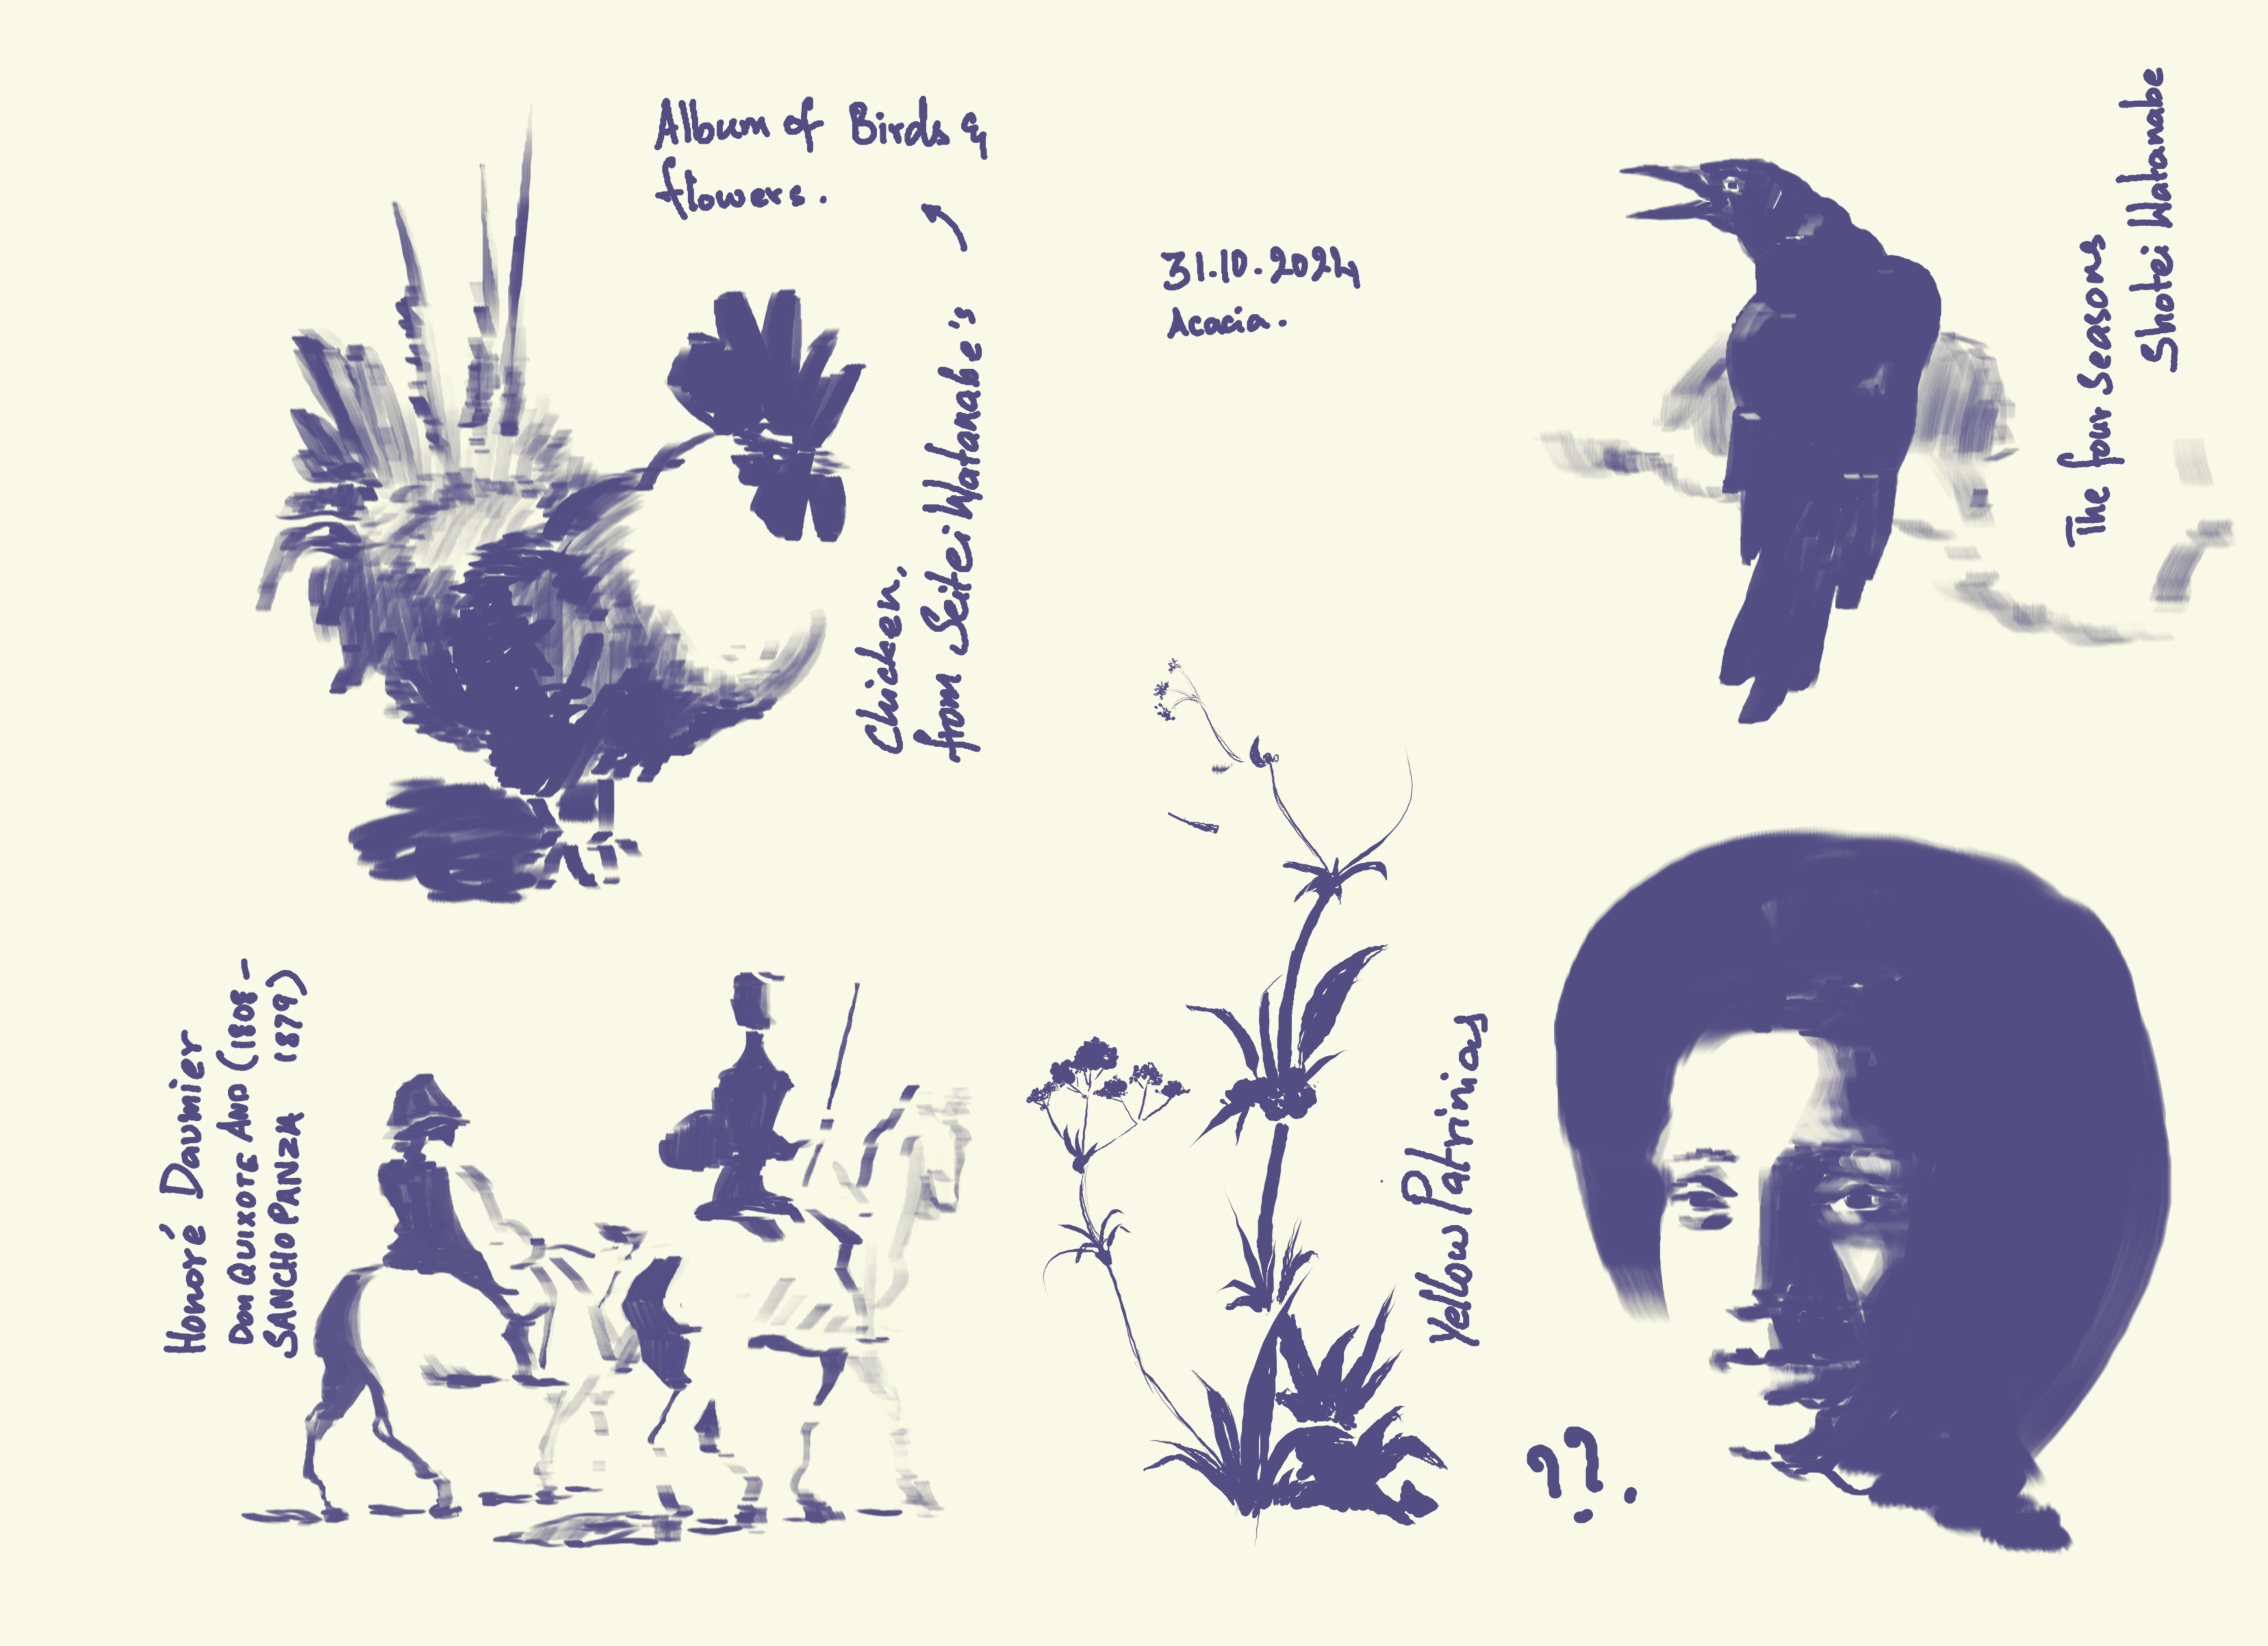 Album of Birds &
flowers.
Chicken.
from Seitei Watanabe's
31.10.2024
Acacia.
The four Seasons
Shotei Watanabe
Honoré Daumier
Don QUIXOTE AND (1808-
SANCHO PANZA 1879)
Yellow Patrinias
??.